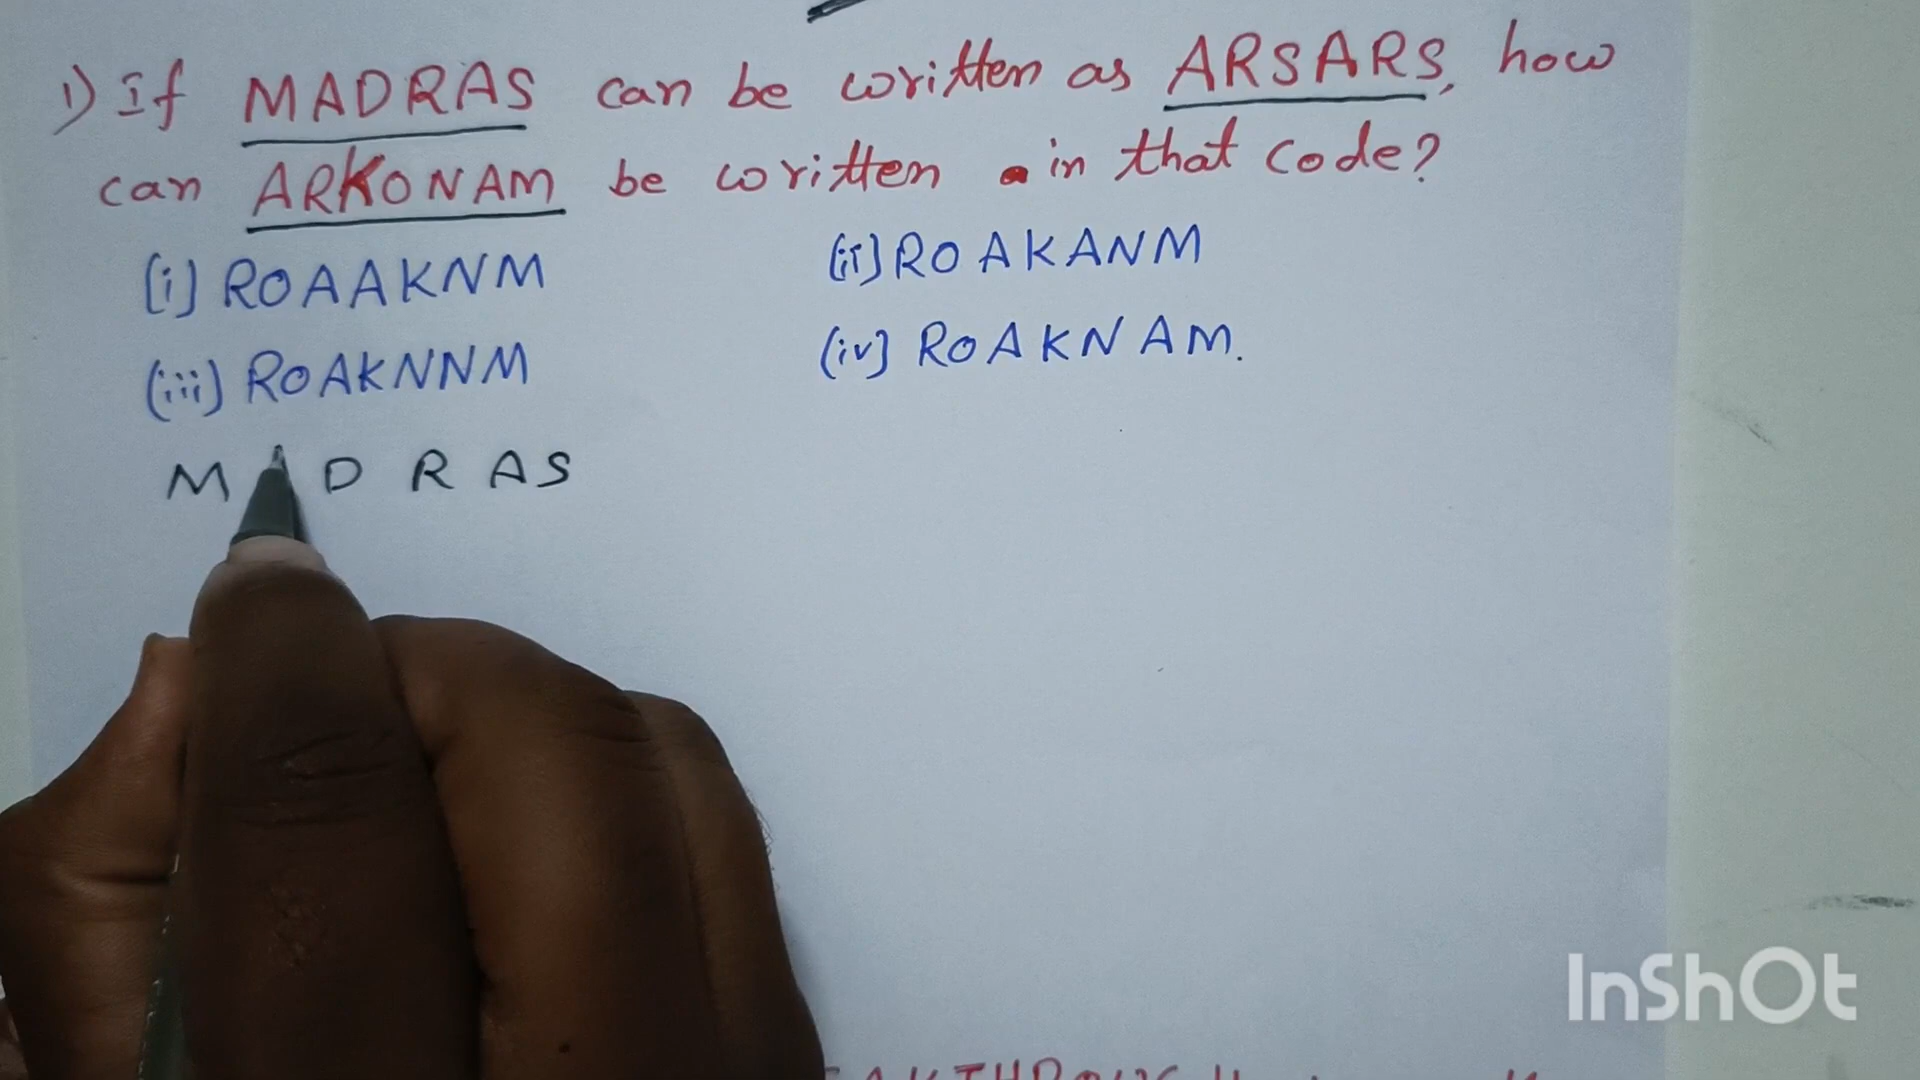 1) If MADRAS can be written as ARSARS, how
can ARKONAM be written in that code?
(i) ROAAKNM (ii) ROAKANM
(iii) ROAKNNM (iv) ROAKNAM.
M A D R A S
InShOt